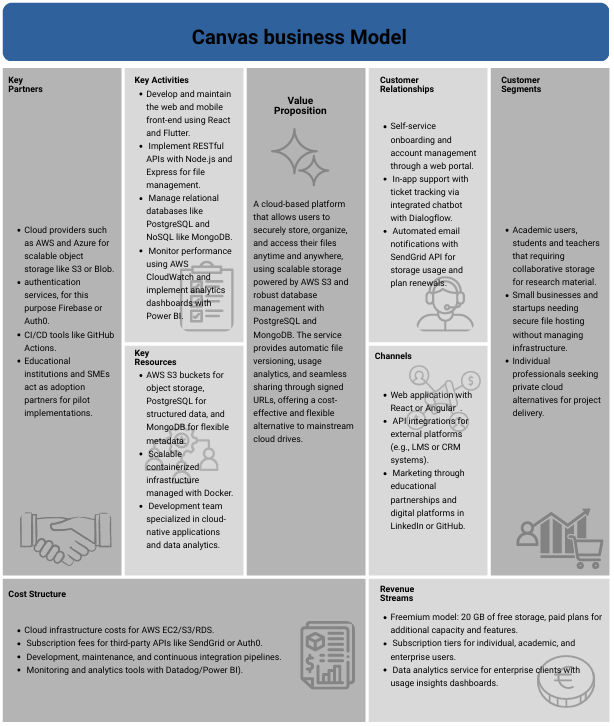 Canvas business Model
Key
Partners
• Cloud providers such
as AWS and Azure for
scalable object
storage like S3 or Blob.
• authentication
services, for this
purpose Firebase or
Auth0.
• CI/CD tools like GitHub
Actions.
• Educational
institutions and SMEs
act as adoption
partners for pilot
implementations.
Key Activities
• Develop and maintain
the web and mobile
front-end using React
and Flutter.
• Implement RESTful
APIs with Node.js and
Express for file
management.
• Manage relational
databases like
PostgreSQL and
NoSQL like MongoDB.
• Monitor performance
using AWS
CloudWatch and
implement analytics
dashboards with
Power BI.
Key
Resources
• AWS S3 buckets for
object storage,
PostgreSQL for
structured data, and
MongoDB for flexible
metadata.
• Scalable
containerized
infrastructure
managed with Docker.
• Development team
specialized in cloud-
native applications
and data analytics.
Value
Proposition
A cloud-based platform
that allows users to
securely store, organize,
and access their files
anytime and anywhere,
using scalable storage
powered by AWS S3 and
robust database
management with
PostgreSQL and
MongoDB. The service
provides automatic file
versioning, usage
analytics, and seamless
sharing through signed
URLs, offering a cost-
effective and flexible
alternative to mainstream
cloud drives.
Customer
Relationships
• Self-service
onboarding and
account management
through a web portal.
• In-app support with
ticket tracking via
integrated chatbot
with Dialogflow.
• Automated email
notifications with
SendGrid API for
storage usage and
plan renewals.
Channels
• Web application with
React or Angular .
• API integrations for
external platforms
(e.g., LMS or CRM
systems).
• Marketing through
educational
partnerships and
digital platforms in
LinkedIn or GitHub.
Customer
Segments
• Academic users,
students and teachers
that requiring
collaborative storage
for research material.
• Small businesses and
startups needing
secure file hosting
without managing
infrastructure.
• Individual
professionals seeking
private cloud
alternatives for project
delivery.
Cost Structure
• Cloud infrastructure costs for AWS EC2/S3/RDS.
• Subscription fees for third-party APIs like SendGrid or Auth0.
• Development, maintenance, and continuous integration pipelines.
• Monitoring and analytics tools with Datadog/Power BI).
Revenue
Streams
• Freemium model: 20 GB of free storage, paid plans for
additional capacity and features.
• Subscription tiers for individual, academic, and
enterprise users.
• Data analytics service for enterprise clients with
usage insights dashboards.